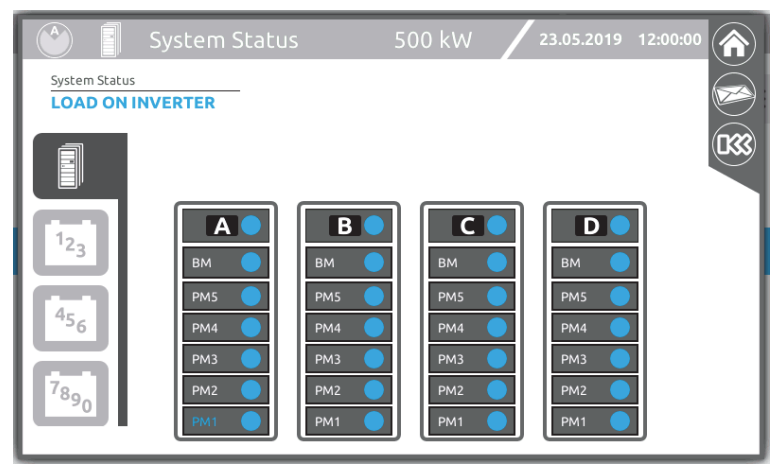 A System Status 500 kW 23.05.2019 12:00:00
System Status
LOAD ON INVERTER
123
456
7890
A B C D
BM BM BM BM
PM5 PM5 PM5 PM5
PM4 PM4 PM4 PM4
PM3 PM3 PM3 PM3
PM2 PM2 PM2 PM2
PM1 PM1 PM1 PM1